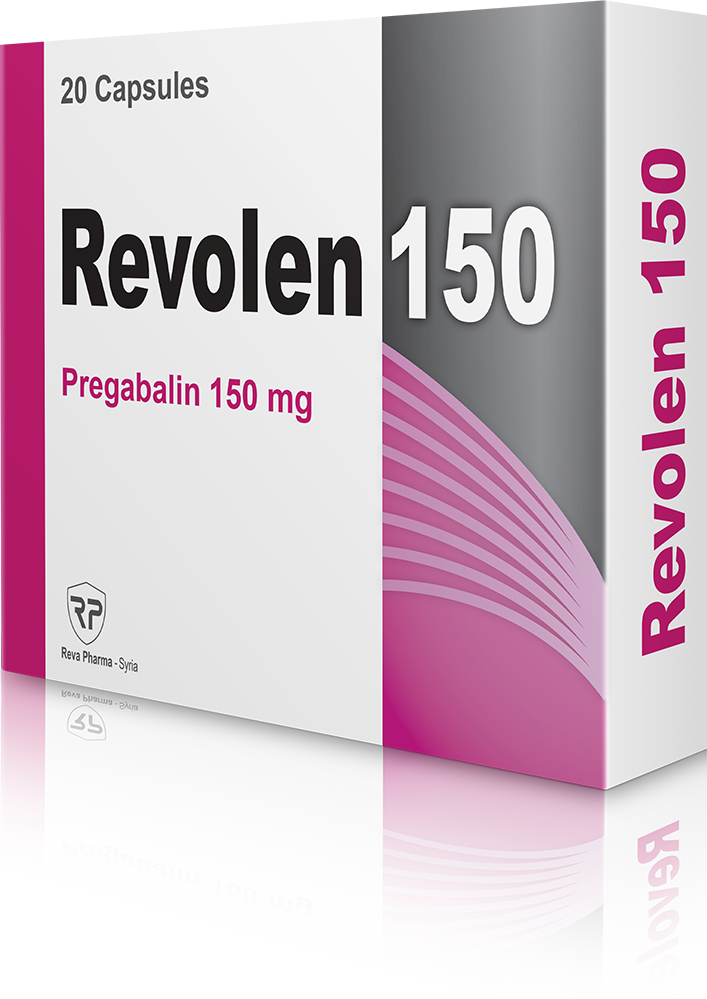 20 Capsules
Revolen 150
Pregabalin 150 mg
RP
Reva Pharma - Syria
Revolen 150